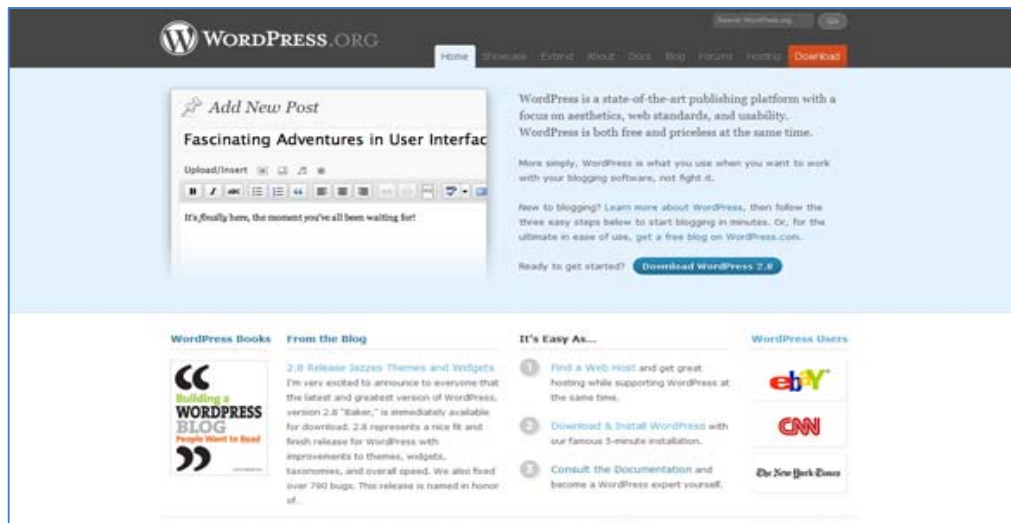 WORDPRESS.ORG
Search WordPress.org
Go
Home Showcase Extend About Docs Blog Forums Hosting Download
Add New Post
Fascinating Adventures in User Interfac
Upload/Insert
It's finally here, the moment you've all been waiting for!
WordPress is a state-of-the-art publishing platform with a
focus on aesthetics, web standards, and usability.
WordPress is both free and priceless at the same time.
More simply, WordPress is what you use when you want to work
with your blogging software, not fight it.
New to blogging? Learn more about WordPress, then follow the
three easy steps below to start blogging in minutes. Or, for the
ultimate in ease of use, get a free blog on WordPress.com.
Ready to get started? Download WordPress 2.8
WordPress Books
Building a
WORDPRESS
BLOG
People Want to Read
From the Blog
2.8 Release Jazzes Themes and Widgets
I'm very excited to announce to everyone that
the latest and greatest version of WordPress,
version 2.8 "Baker," is immediately available
for download. 2.8 represents a nice fit and
finish release for WordPress with
improvements to themes, widgets,
taxonomies, and overall speed. We also fixed
over 790 bugs. This release is named in honor
of..
It's Easy As...
1 Find a Web Host and get great
hosting while supporting WordPress at
the same time.
2 Download & Install WordPress with
our famous 5-minute installation.
3 Consult the Documentation and
become a WordPress expert yourself.
WordPress Users
ebY
CNN
The New York Times